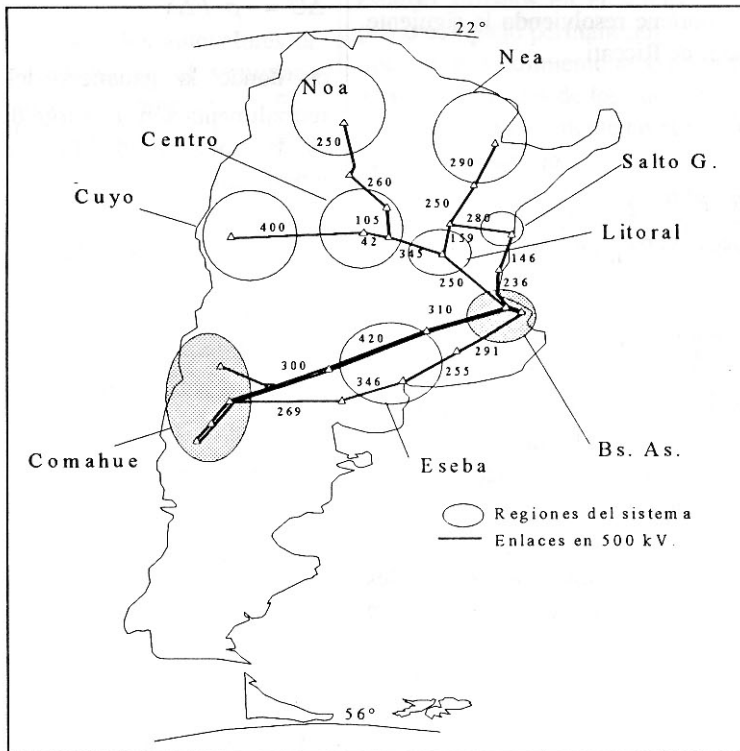 22°
Nea
Noa
Centro
Salto G.
Cuyo
Litoral
250
290
260
250
280
400
105
42
345
159
146
250
236
310
420
300
291
346
255
269
Comahue
Eseba
Bs. As.
Regiones del sistema
Enlaces en 500 kV.
56°